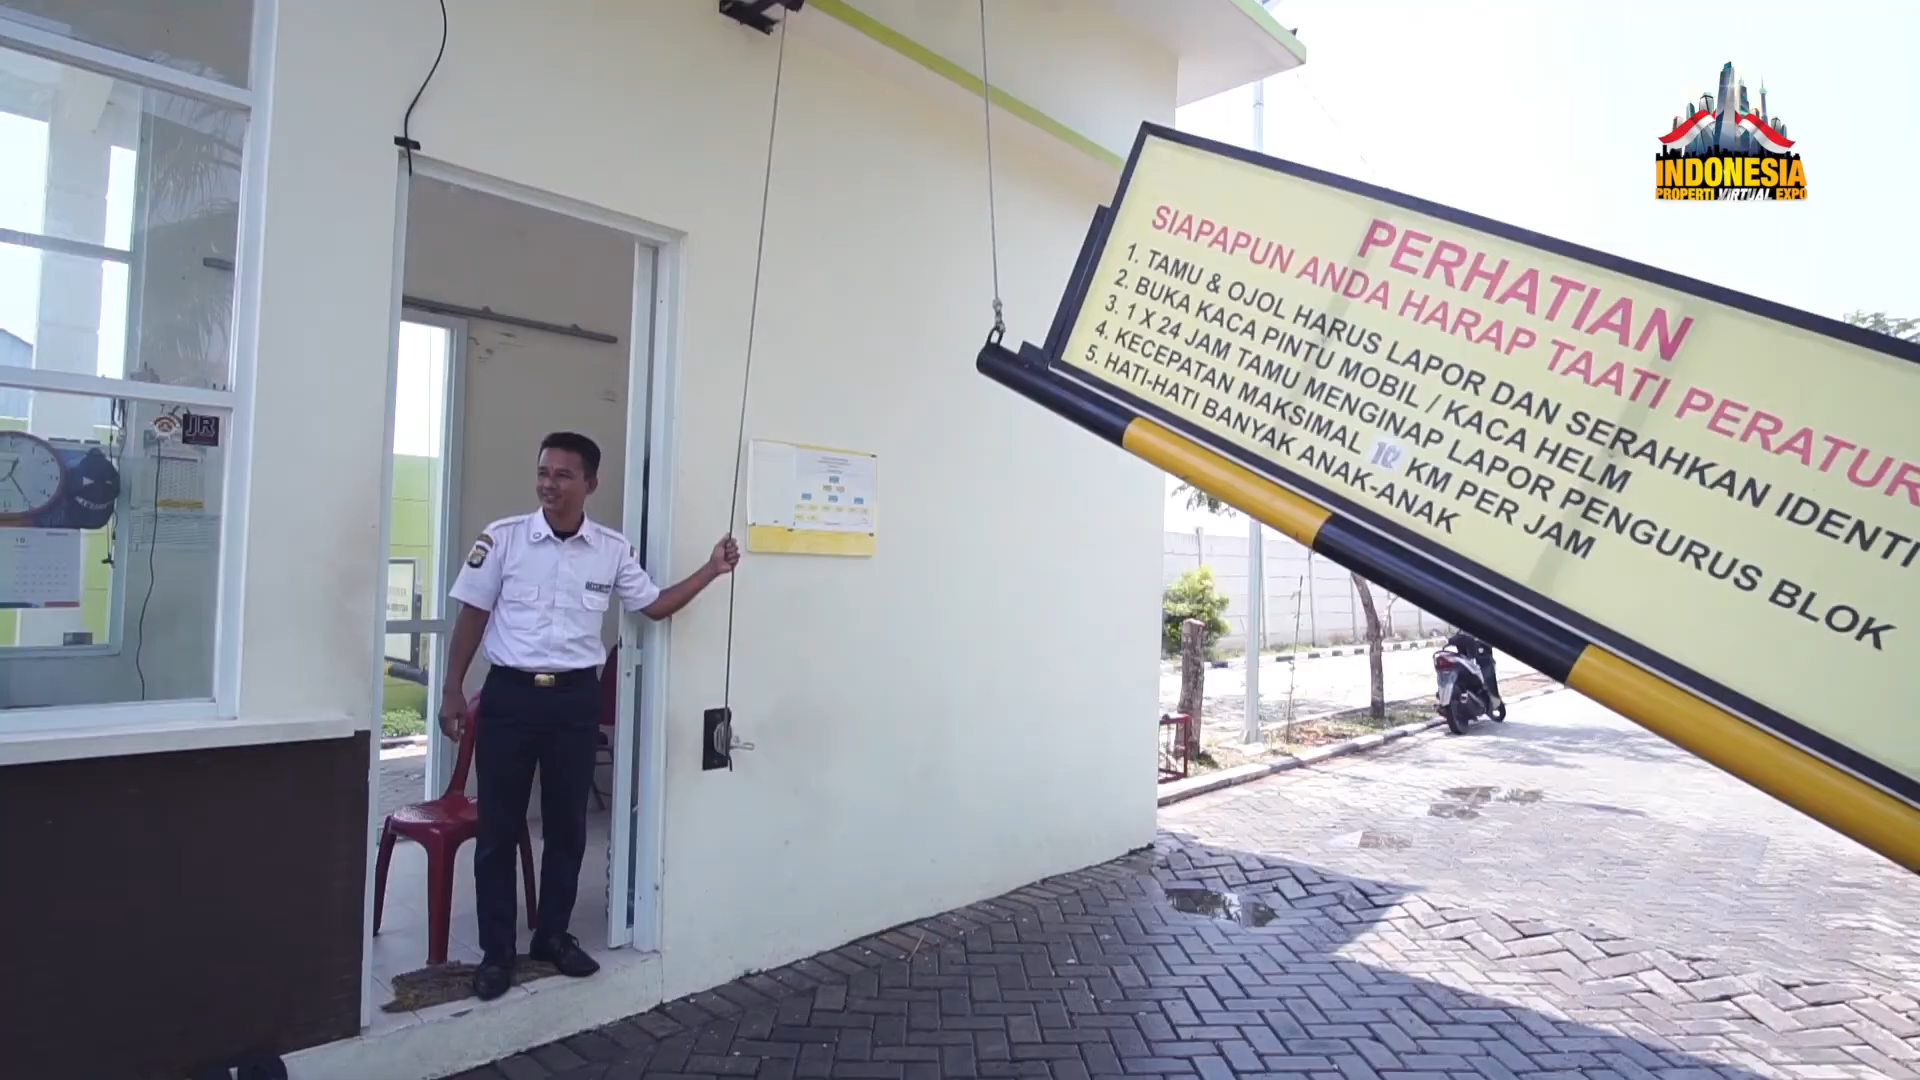 INDONESIA
PROPERTI VIRTUAL EXPO
PERHATIAN
SIAPAPUN ANDA HARAP TAATI PERATUR
1. TAMU & OJOL HARUS LAPOR DAN SERAHKAN IDENTI
2. BUKA KACA PINTU MOBIL / KACA HELM
3. 1 X 24 JAM TAMU MENGINAP LAPOR PENGURUS BLOK
4. KECEPATAN MAKSIMAL 10 KM PER JAM
5. HATI-HATI BANYAK ANAK-ANAK
JR